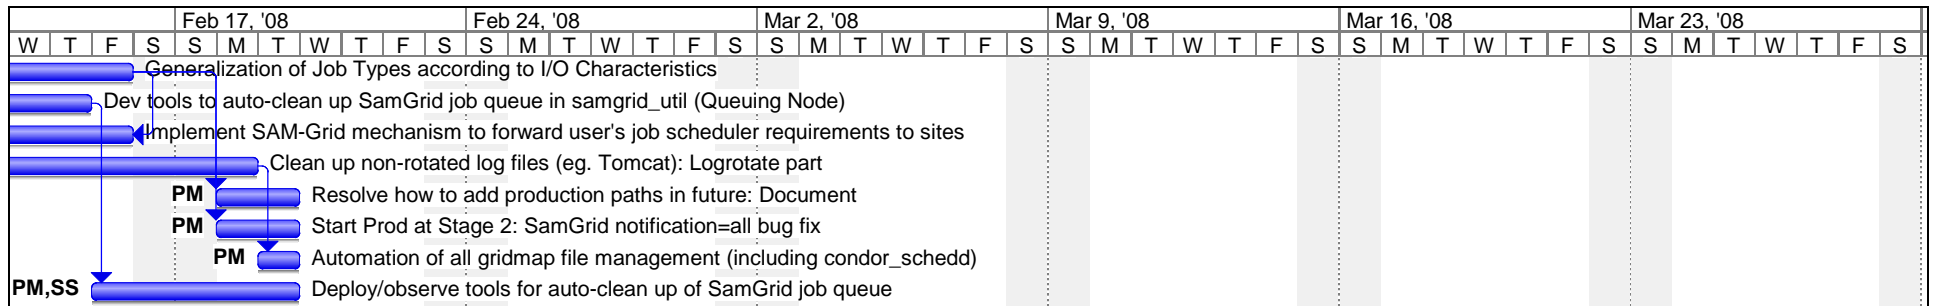 Feb 17, '08 Feb 24, '08 Mar 2, '08 Mar 9, '08 Mar 16, '08 Mar 23, '08
W T F S S M T W T F S S M T W T F S S M T W T F S S M T W T F S S M T W T F S S M T W T F S
Generalization of Job Types according to I/O Characteristics
Dev tools to auto-clean up SamGrid job queue in samgrid_util (Queuing Node)
Implement SAM-Grid mechanism to forward user's job scheduler requirements to sites
Clean up non-rotated log files (eg. Tomcat): Logrotate part
PM Resolve how to add production paths in future: Document
PM Start Prod at Stage 2: SamGrid notification=all bug fix
PM Automation of all gridmap file management (including condor_schedd)
PM,SS Deploy/observe tools for auto-clean up of SamGrid job queue